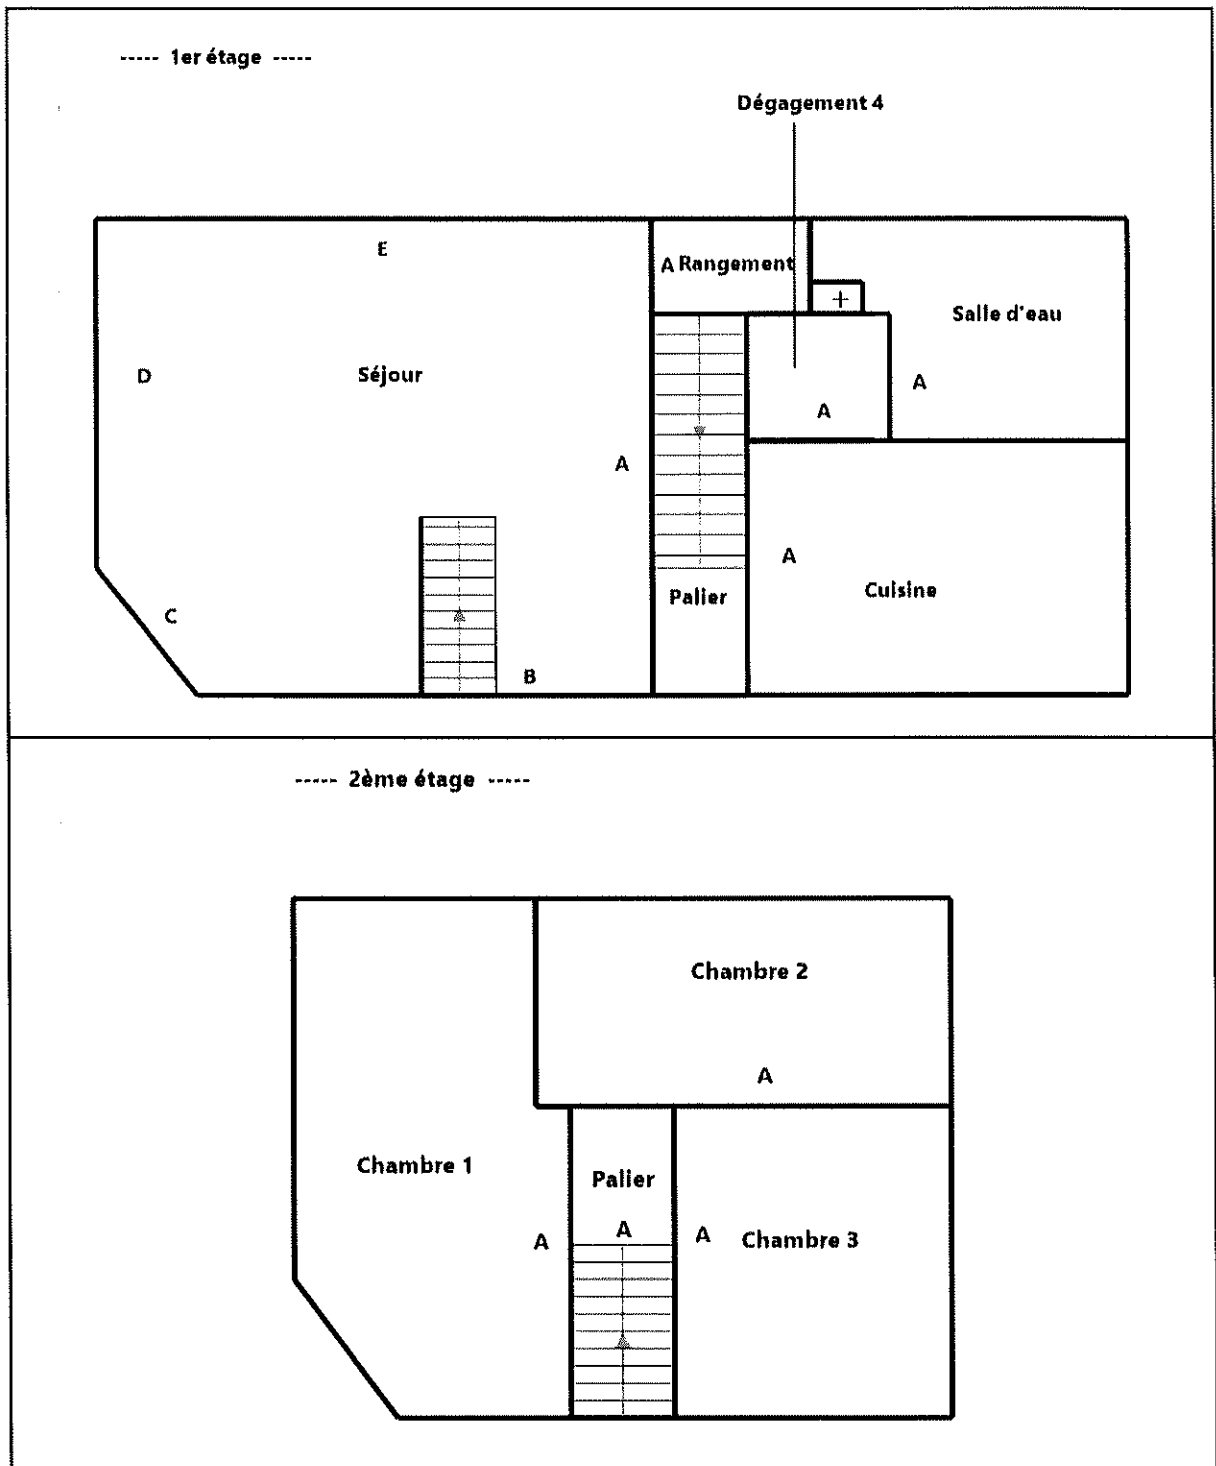 ----- 1er étage -----
Dégagement 4
E
A Rangement
Salle d'eau
D
Séjour
A
A
A
A
Cuisine
Palier
C
B
----- 2ème étage -----
Chambre 2
A
Chambre 1
Palier
A
A
A
Chambre 3